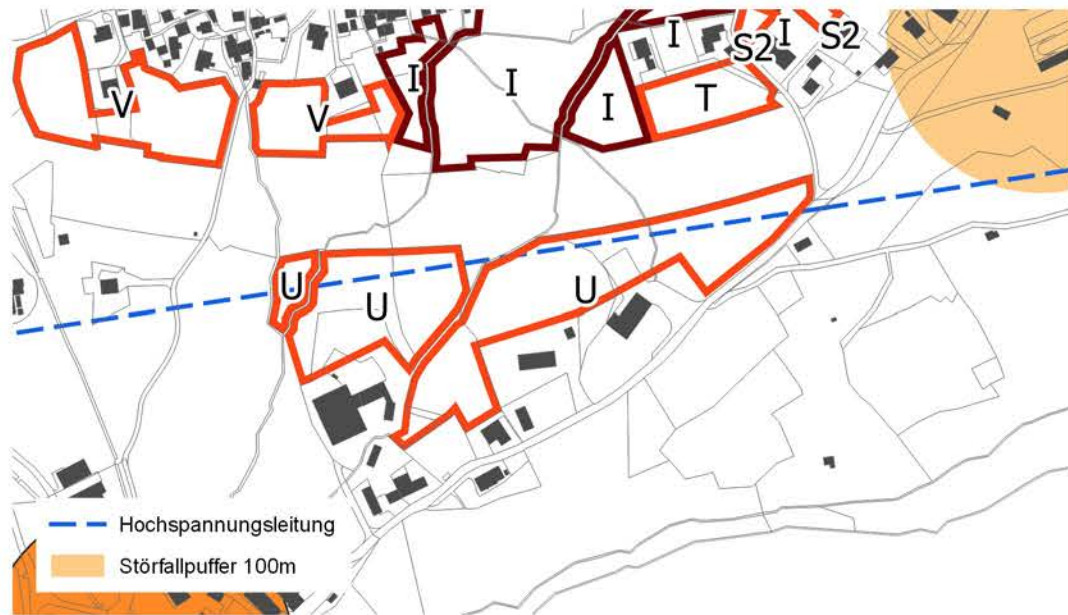 I
S2
I
S2
V
V
I
I
I
T
U
U
U
Hochspannungsleitung
Störfallpuffer 100m